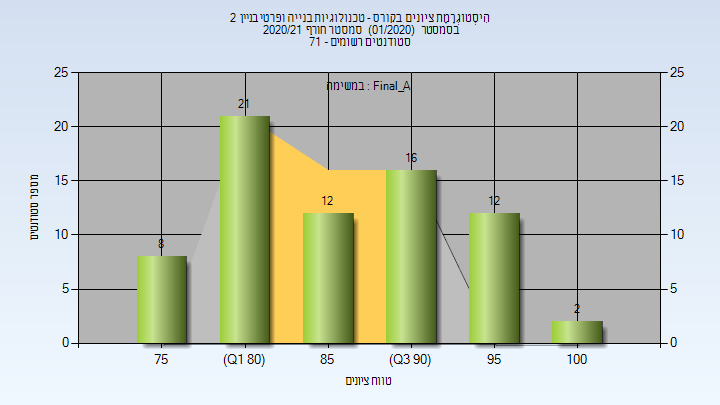 היסטוגרמת ציונים בקורס - טכנולוגיות בנייה ופרטי בניין 2
בסמסטר (01/2020) סמסטר חורף 2020/21
סטודנטים רשומים - 71
במשימה : Final_A
25 25
20 20
15 15
10 10
5 5
0 0
8 21 12 16 12 2
מספר סטודנטים
75 (Q1 80) 85 (Q3 90) 95 100
טווח ציונים